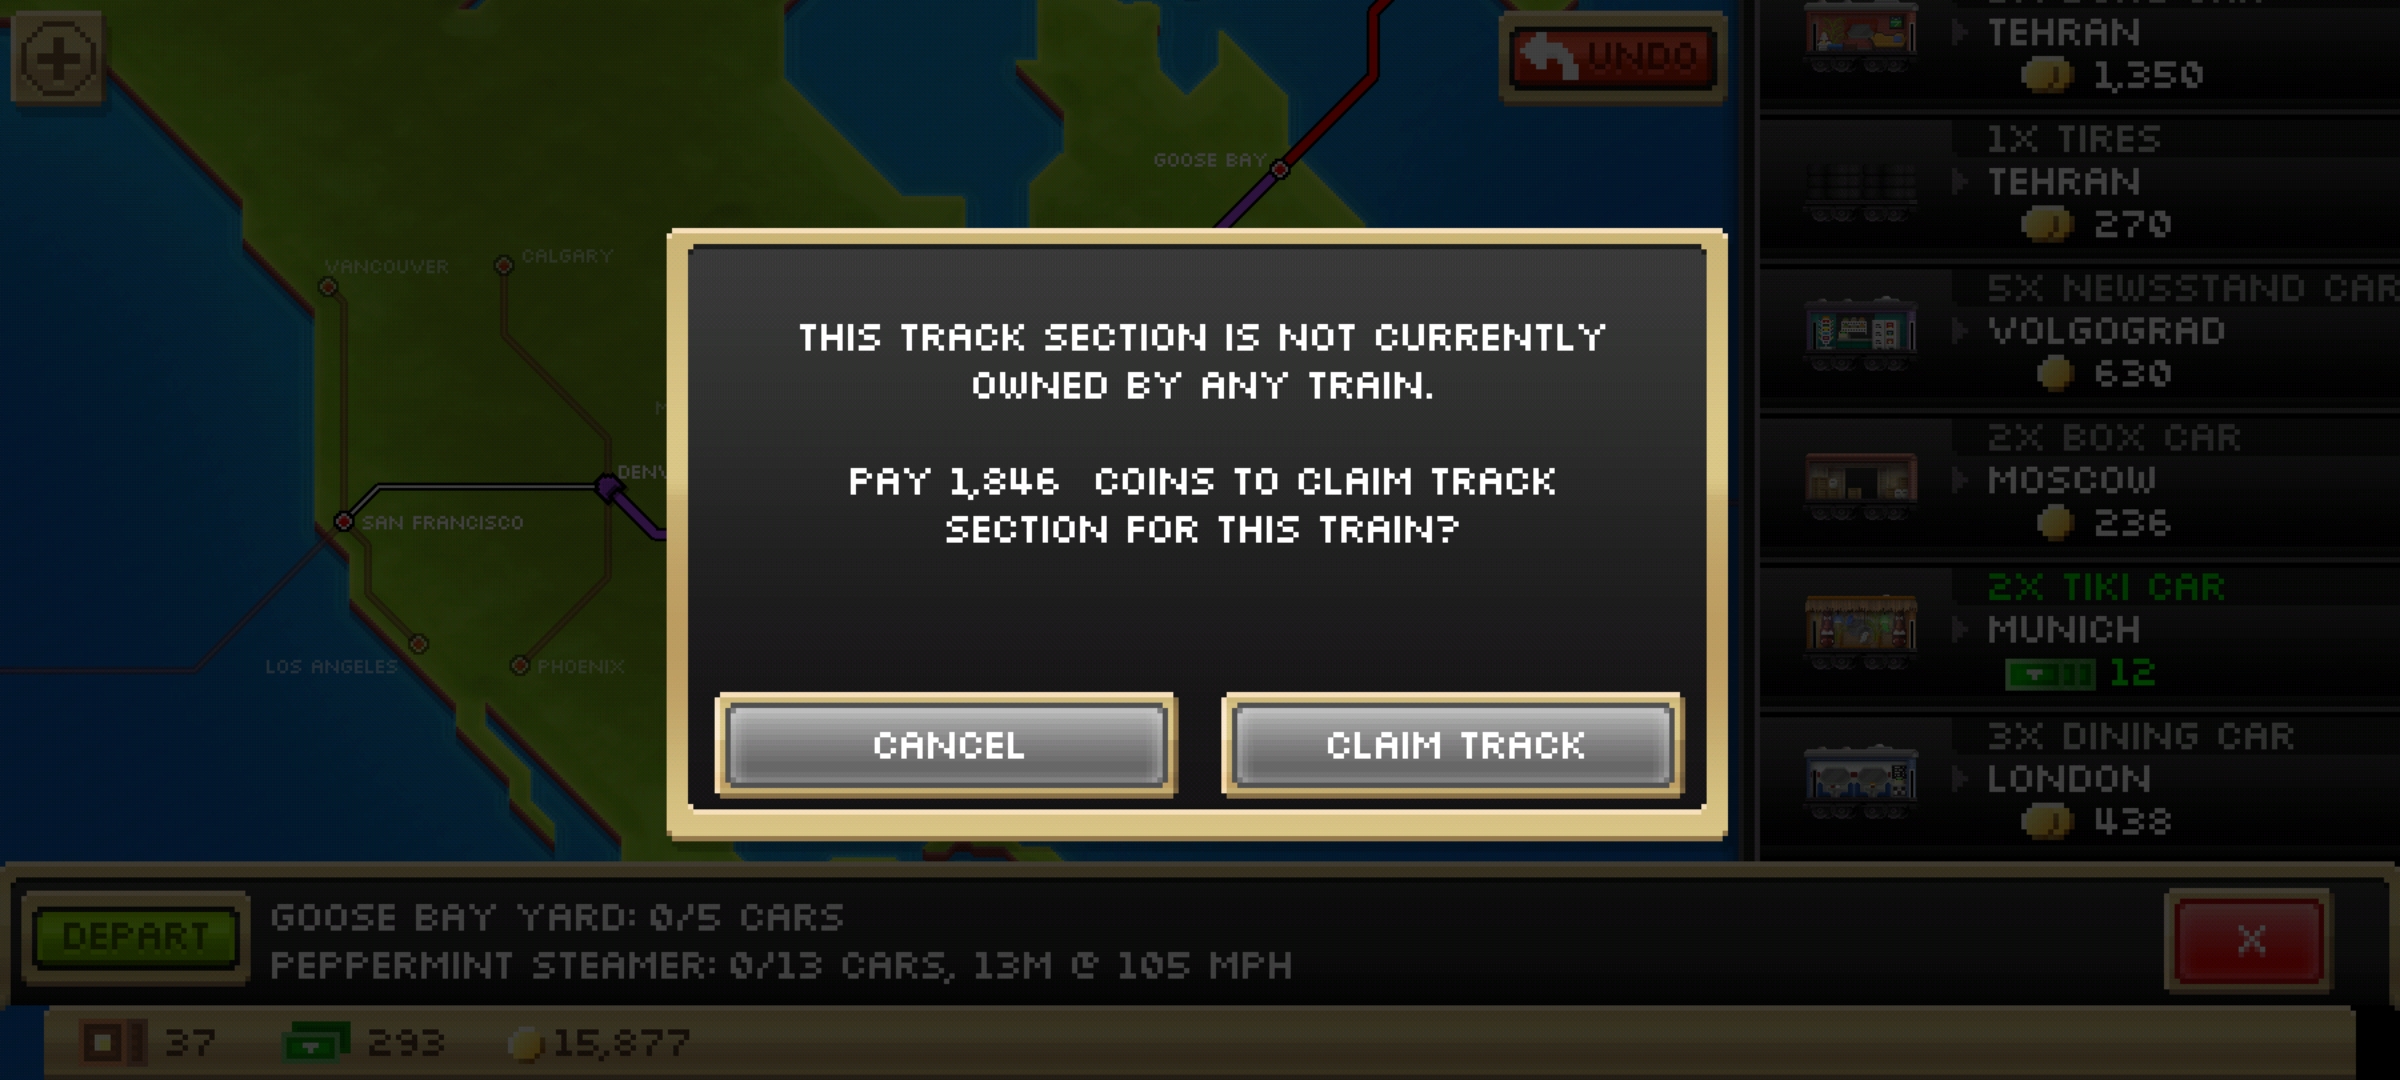 UNDO
GOOSE BAY
VANCOUVER
CALGARY
SAN FRANCISCO
LOS ANGELES
PHOENIX
THIS TRACK SECTION IS NOT CURRENTLY
OWNED BY ANY TRAIN.
PAY 1,846 COINS TO CLAIM TRACK
SECTION FOR THIS TRAIN?
CANCEL
CLAIM TRACK
TEHRAN
1,350
1X TIRES
TEHRAN
270
5X NEWSSTAND CAR
VOLGOGRAD
630
2X BOX CAR
MOSCOW
236
2X TIKI CAR
MUNICH
12
3X DINING CAR
LONDON
438
DEPART
GOOSE BAY YARD: 0/5 CARS
PEPPERMINT STEAMER: 0/13 CARS, 13M @ 105 MPH
X
37
293
15,877